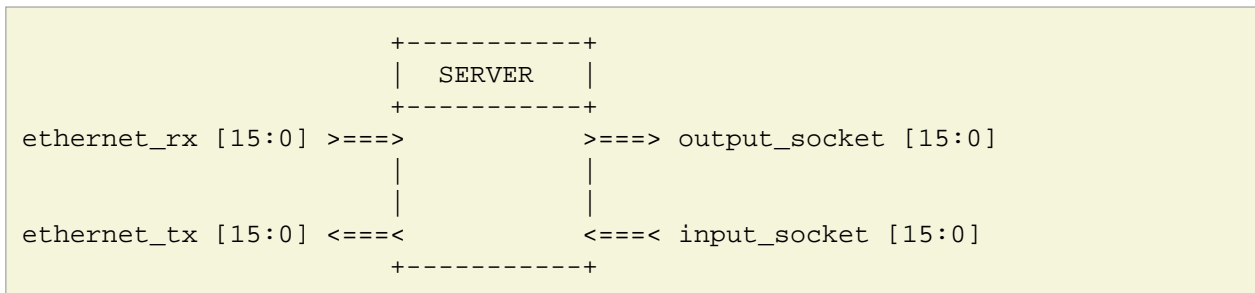 +-----------+
                       |  SERVER   |
                       +-----------+
ethernet_rx [15:0] >===>           >===> output_socket [15:0]
                       |           |
                       |           |
ethernet_tx [15:0] <===<           <===< input_socket [15:0]
                       +-----------+